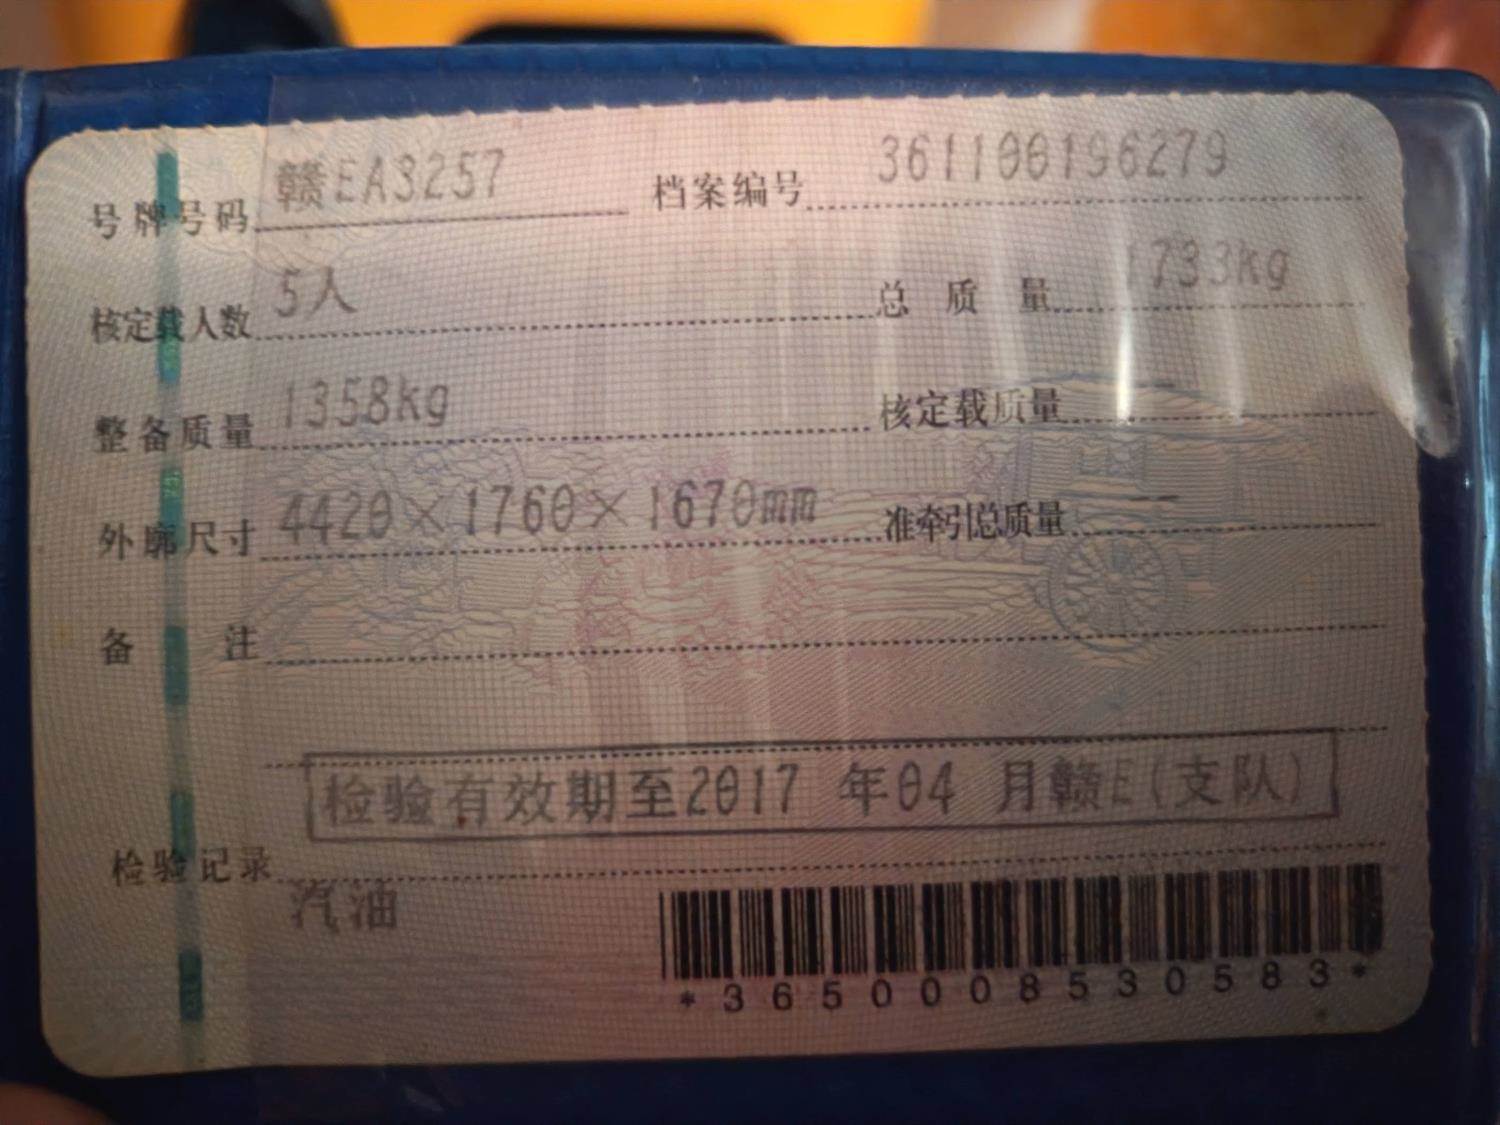 号牌号码 赣EA3257 档案编号 361100196279
核定载人数 5人 总质量 1733kg
整备质量 1358kg 核定载质量
外廓尺寸 4420×1760×1670mm 准牵引总质量 --
备注
检验有效期至2017 年04 月赣E(支队)
检验记录
汽油
*3650008530583*